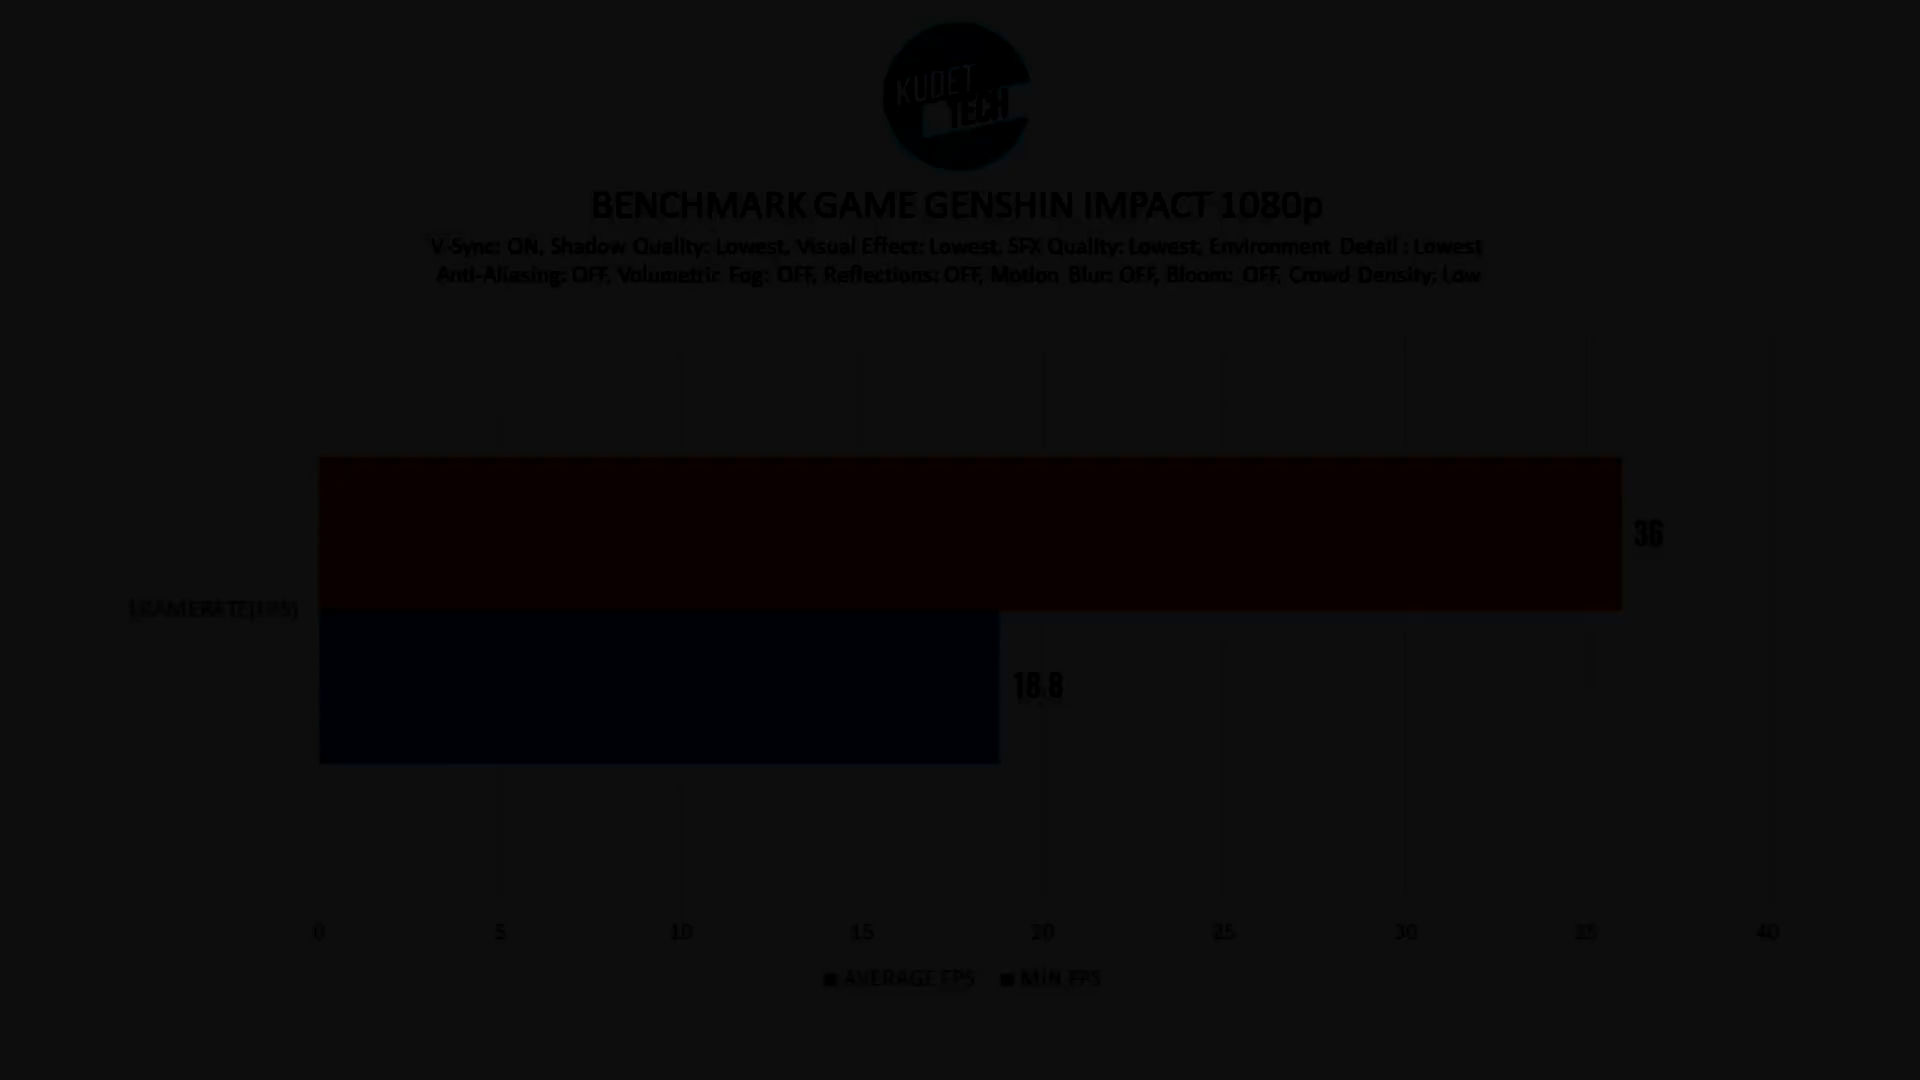 KUDET
TECH
BENCHMARK GAME GENSHIN IMPACT 1080p
V-Sync: ON, Shadow Quality: Lowest, Visual Effect: Lowest, SFX Quality: Lowest, Environment Detail : Lowest
Anti-Aliasing: OFF, Volumetric Fog: OFF, Reflections: OFF, Motion Blur: OFF, Bloom: OFF, Crowd Density: Low
36
FRAMERATE(FPS)
18.8
0 5 10 15 20 25 30 35 40
AVERAGE FPS MIN FPS